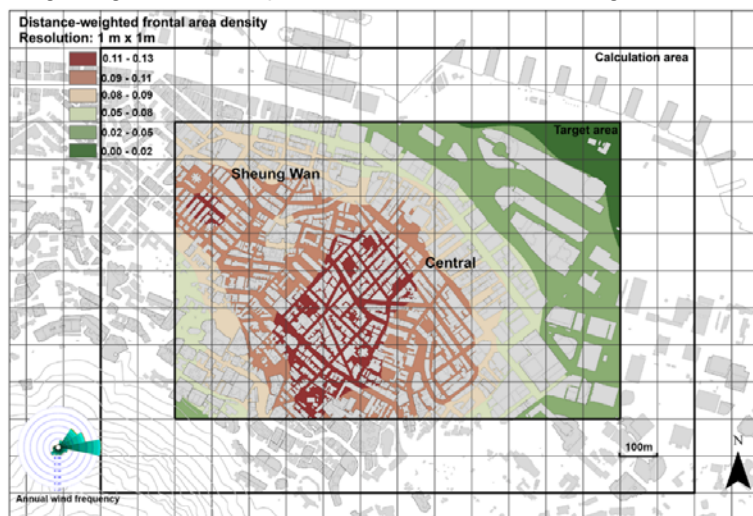 Distance-weighted frontal area density
Resolution: 1 m x 1m
0.11 - 0.13
0.09 - 0.11
0.08 - 0.09
0.05 - 0.08
0.02 - 0.05
0.00 - 0.02
Calculation area
Target area
Sheung Wan
Central
100m
N
Annual wind frequency